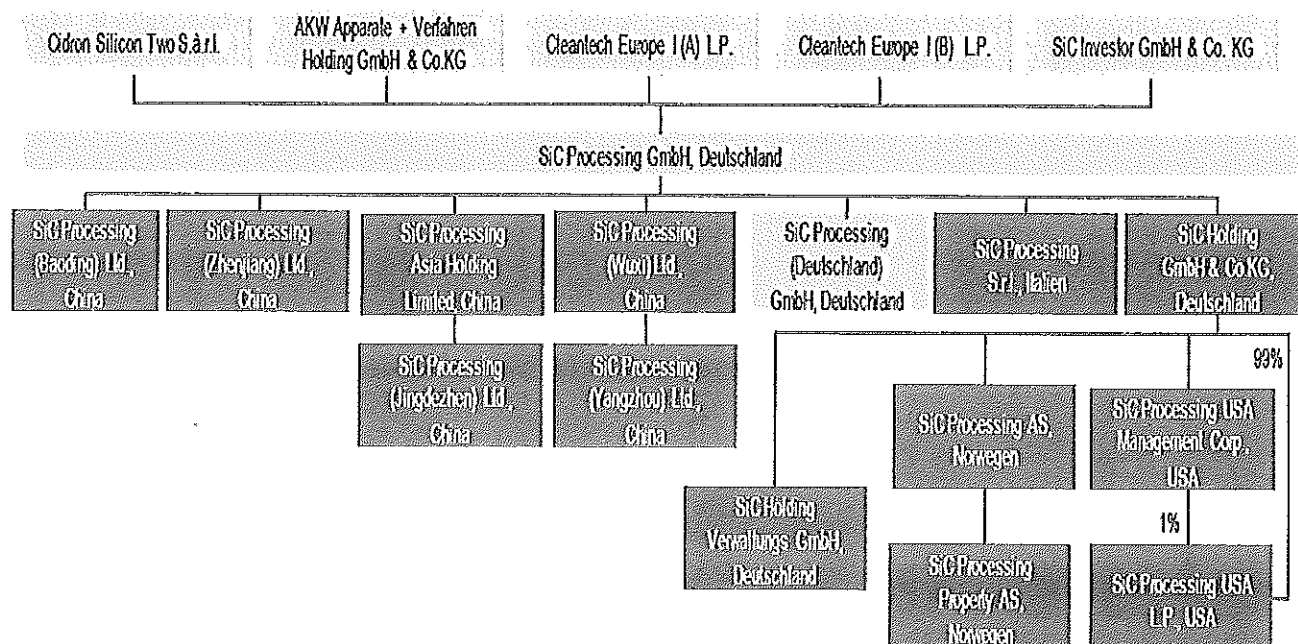 Qidron Silicon Two S.à.r.l.
AKW Apparate + Verfahren
Holding GmbH & Co.KG
Cleantech Europe I (A) L.P.
Cleantech Europe I (B) L.P.
SiC Investor GmbH & Co. KG
SiC Processing GmbH, Deutschland
SiC Processing
(Baoding) Ltd.,
China
SiC Processing
(Zhenjiang) Ltd.,
China
SiC Processing
Asia Holding
Limited, China
SiC Processing
(Wuxi) Ltd.,
China
SiC Processing
(Deutschland)
GmbH, Deutschland
SiC Processing
S.r.l., Italien
SiC Holding
GmbH & Co KG,
Deutschland
SiC Processing
(Jingdezhen) Ltd.,
China
SiC Processing
(Yangzhou) Ltd.,
China
99%
SiC Processing AS,
Norwegen
SiC Processing USA
Management Corp.,
USA
SiC Holding
Verwaltungs GmbH,
Deutschland
1%
SiC Processing
Property AS,
Norwegen
SiC Processing USA
L.P., USA